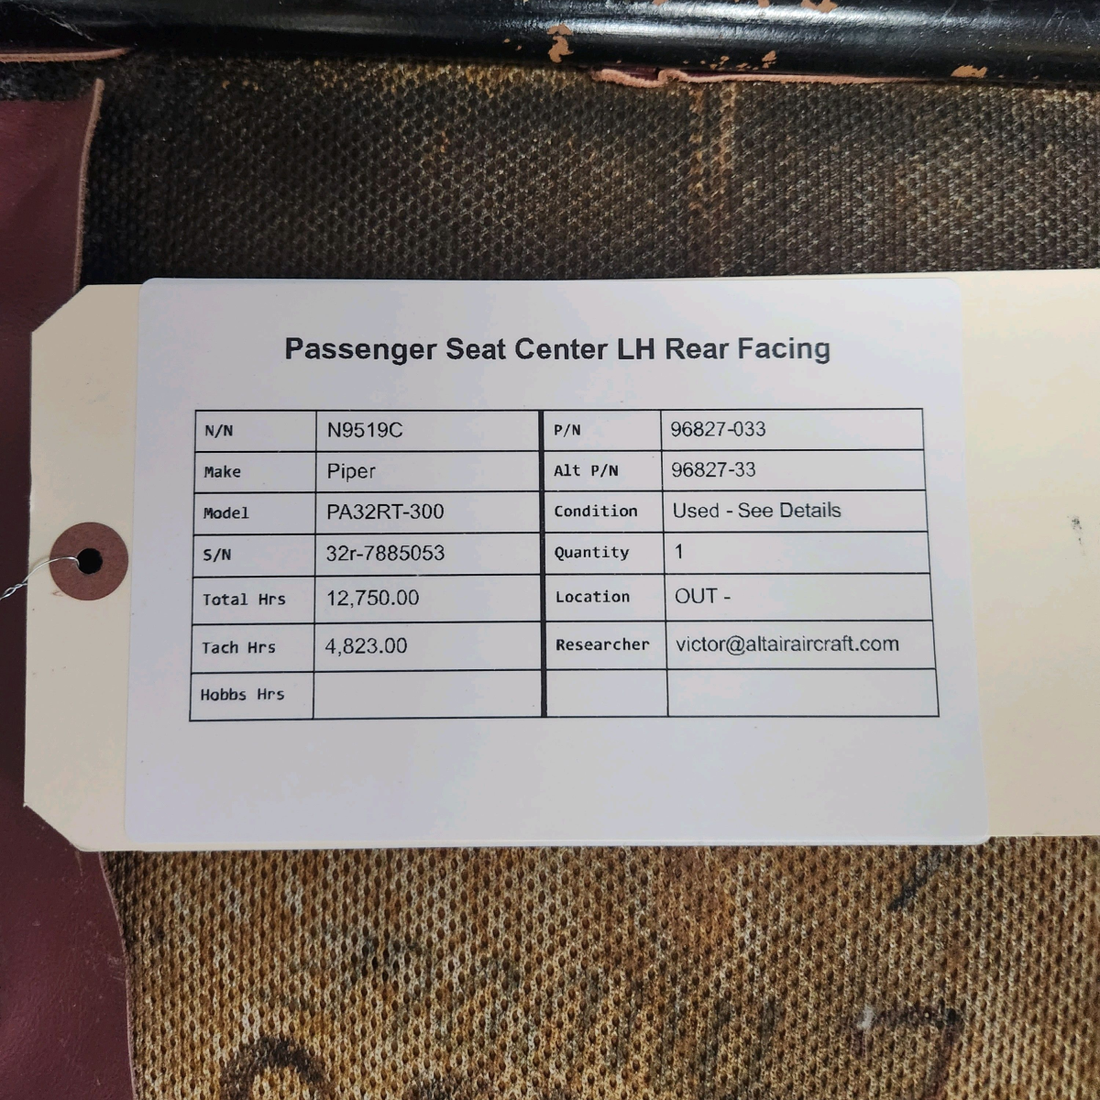 Passenger Seat Center LH Rear Facing
N/N N9519C P/N 96827-033
Make Piper Alt P/N 96827-33
Model PA32RT-300 Condition Used - See Details
S/N 32r-7885053 Quantity 1
Total Hrs 12,750.00 Location OUT -
Tach Hrs 4,823.00 Researcher victor@altairaircraft.com
Hobbs Hrs